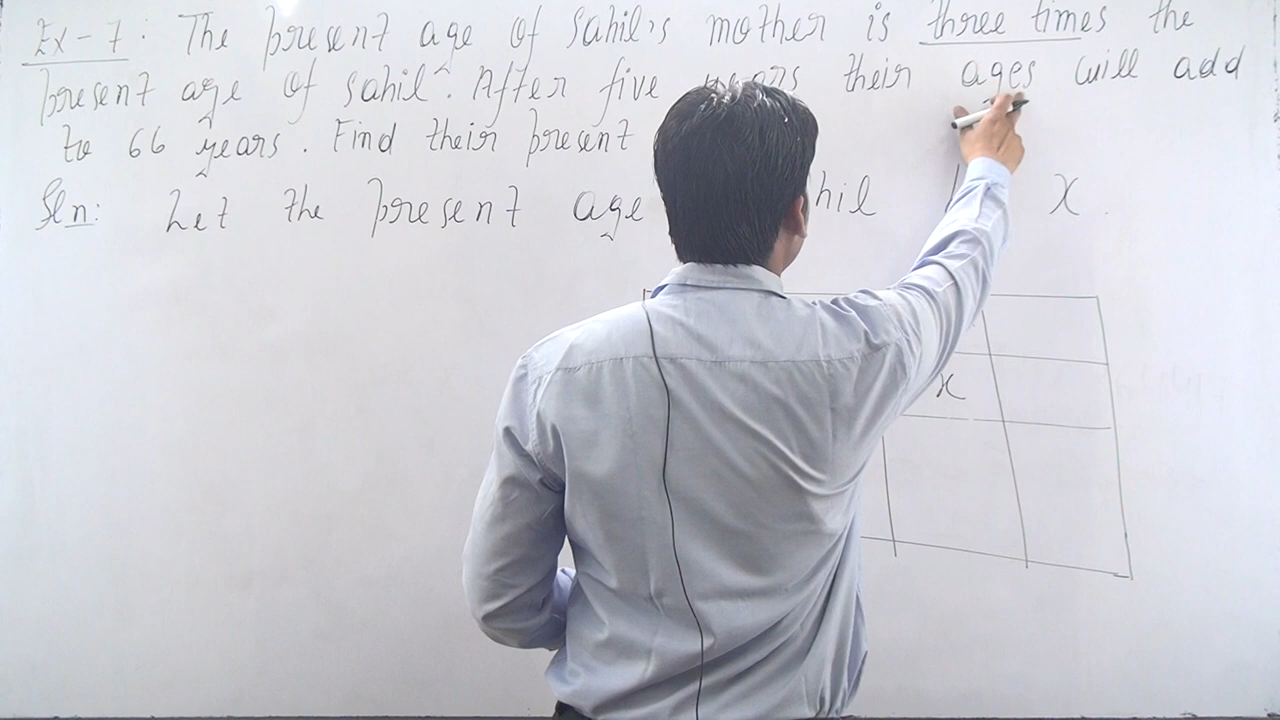 Ex-7: The present age of Sahil's mother is three times the
present age of Sahil. After five years their ages will add
to 66 years. Find their present
Sln: Let the present age hil x
x